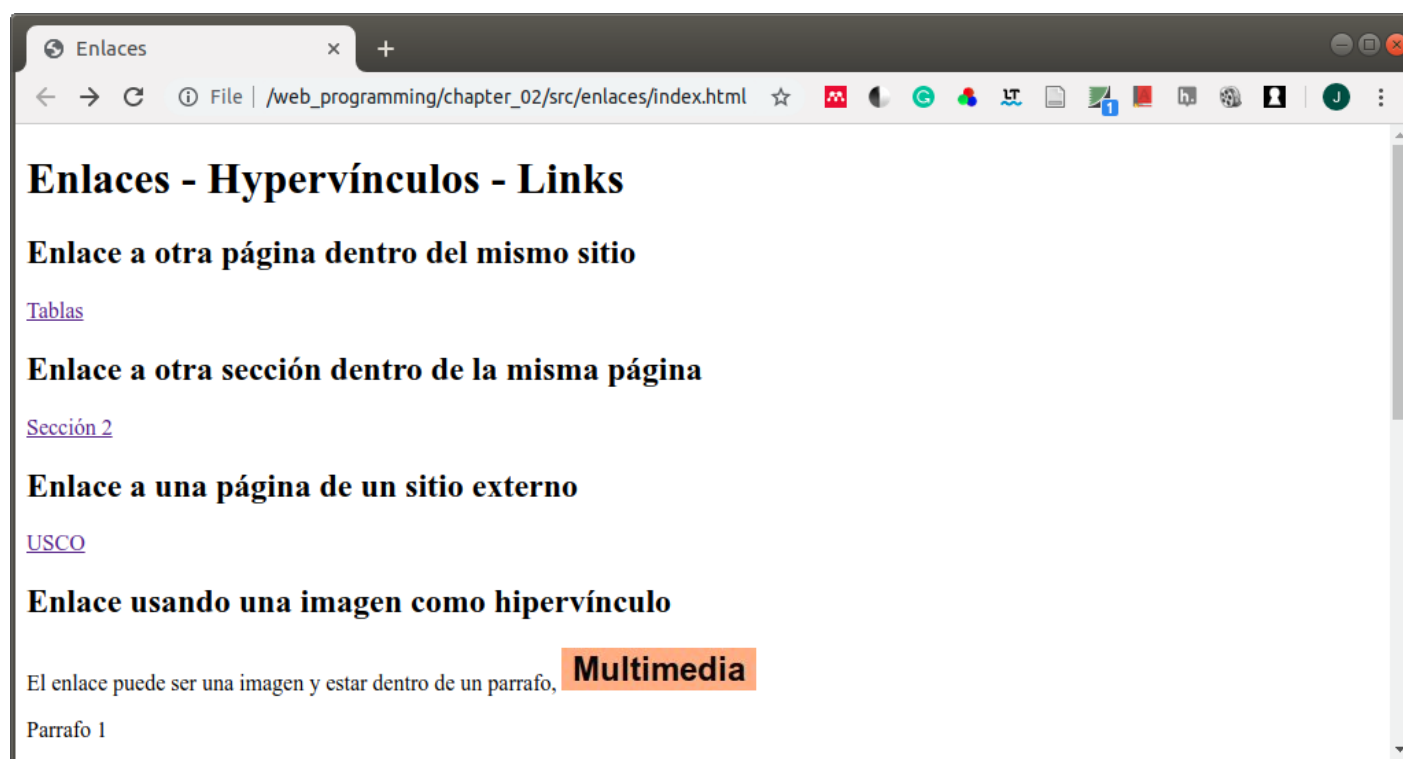 Enlaces
File | /web_programming/chapter_02/src/enlaces/index.html
LT
1
h.
J
Enlaces - Hypervínculos - Links
Enlace a otra página dentro del mismo sitio
Tablas
Enlace a otra sección dentro de la misma página
Sección 2
Enlace a una página de un sitio externo
USCO
Enlace usando una imagen como hipervínculo
El enlace puede ser una imagen y estar dentro de un parrafo, Multimedia
Parrafo 1